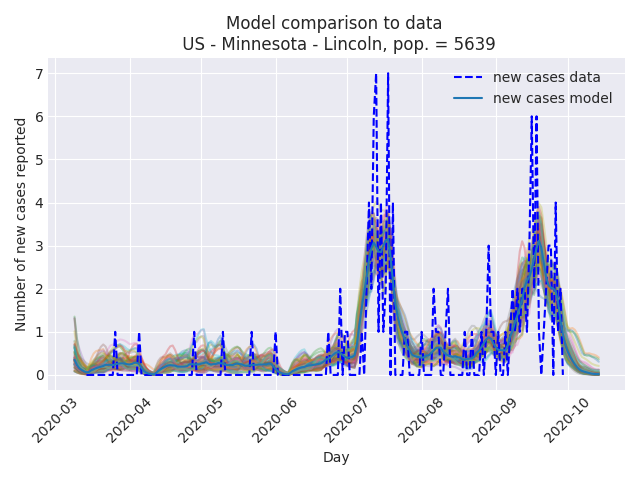 Model comparison to data
US - Minnesota - Lincoln, pop. = 5639
new cases data
new cases model
Number of new cases reported
7
6
5
4
3
2
1
0
2020-03
2020-04
2020-05
2020-06
2020-07
2020-08
2020-09
2020-10
Day